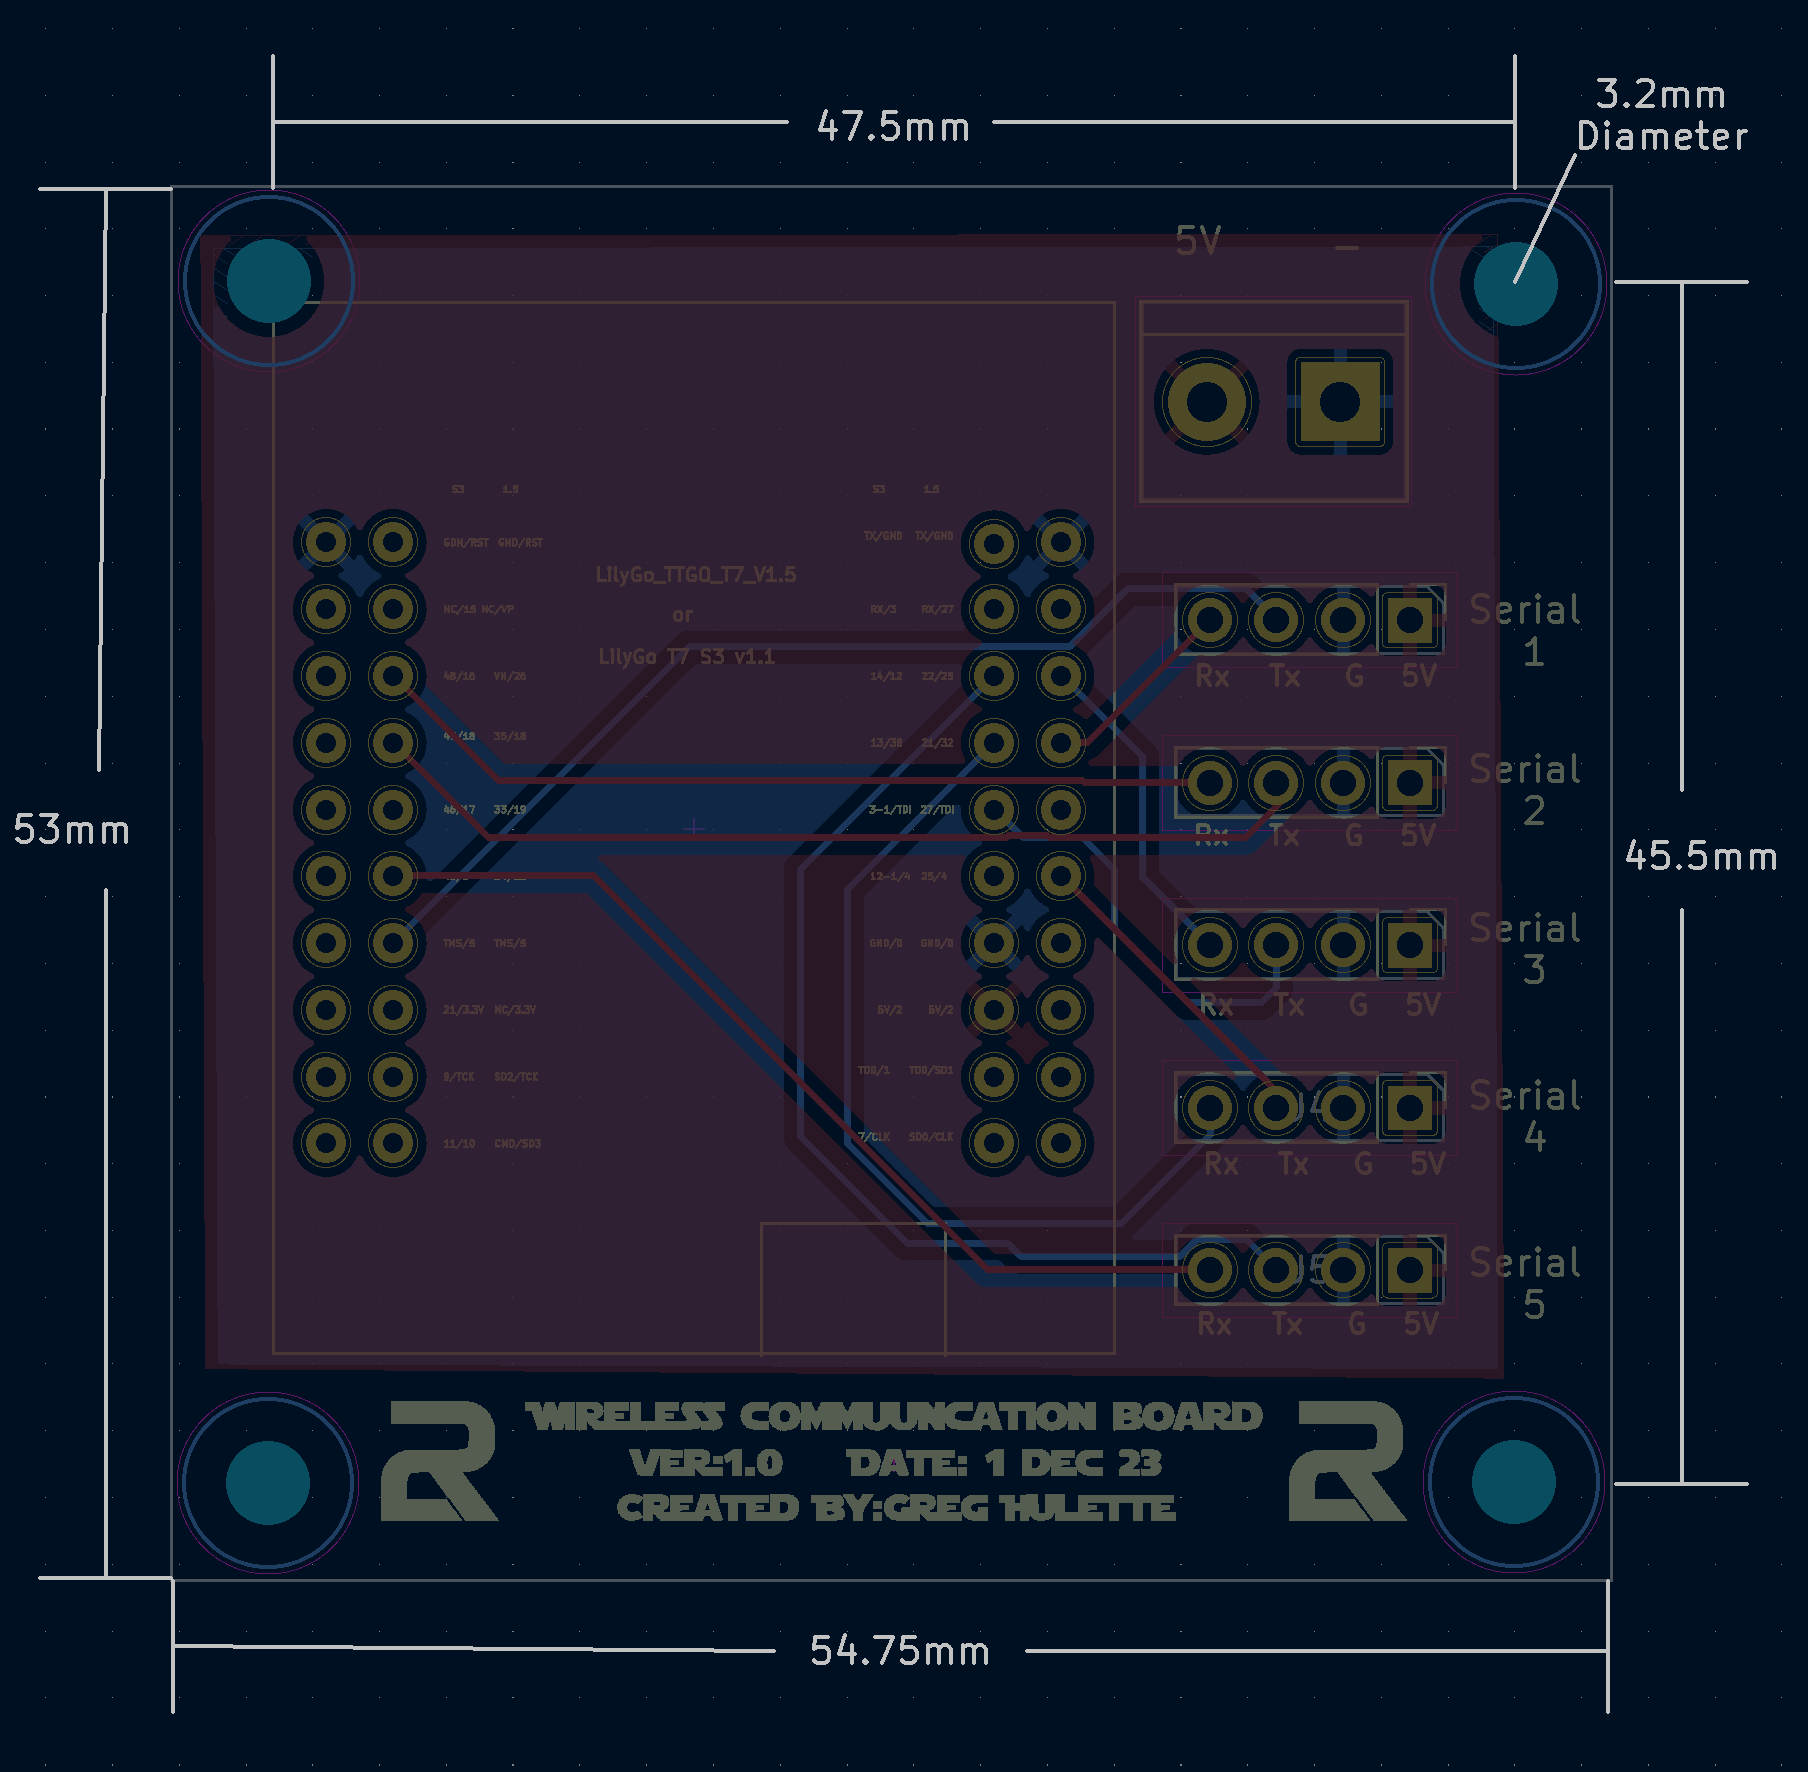 3.2mm
Diameter
47.5mm
5V –
S3 1.5
S3 1.5
GDN/RST GND/RST
TX/GND TX/GND
LilyGo_TTGO_T7_V1.5
or
LilyGo T7 S3 v1.1
NC/15 NC/VP
RX/3 RX/27
48/16 VN/26
14/12 22/25
35/18
13/38 21/32
33/19
3-1/TDI 27/TDI
12-1/4 25/4
TMS/5 TMS/5
GND/0 GND/0
21/3.3V NC/3.3V
5V/2 5V/2
9/TCK SD2/TCK
TDO/1 TDO/SD1
11/10 CMD/SD3
7/CLK SD0/CLK
Serial
1
Rx Tx G 5V
Serial
2
Rx Tx G 5V
Serial
3
Rx Tx G 5V
Serial
4
J4
Rx Tx G 5V
Serial
5
J5
Rx Tx G 5V
53mm
45.5mm
WIRELESS COMMUUNCATION BOARD
VER:1.0 DATE: 1 DEC 23
CREATED BY:GREG HULETTE
54.75mm